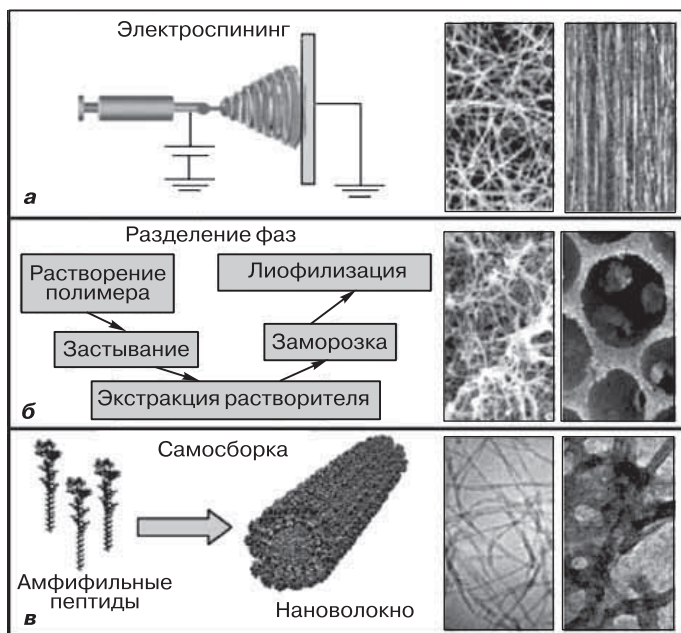 Электроспининг
а
Разделение фаз
Растворение
полимера
Лиофилизация
Застывание
Заморозка
Экстракция растворителя
б
Самосборка
Амфифильные
пептиды
Нановолокно
в